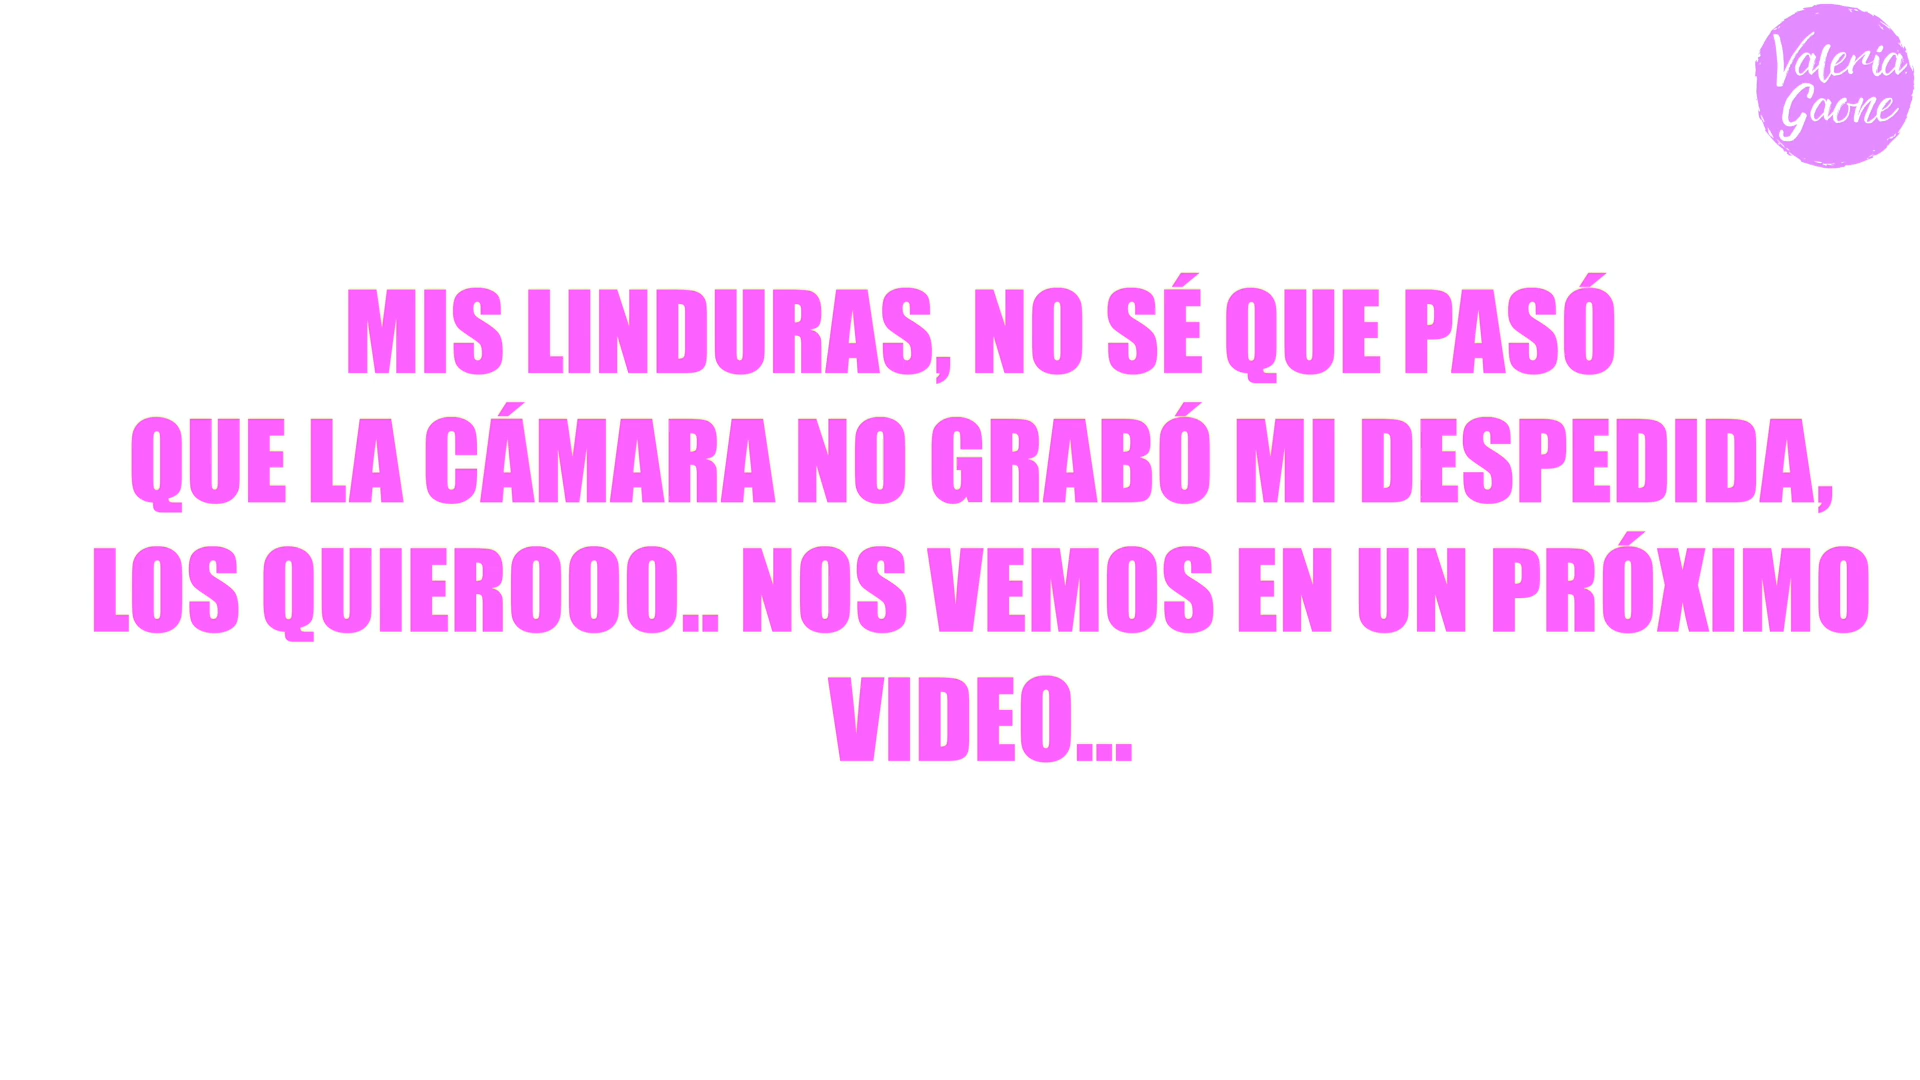 Valeria
Gaone
MIS LINDURAS, NO SÉ QUE PASÓ
QUE LA CÁMARA NO GRABÓ MI DESPEDIDA,
LOS QUIEROOO.. NOS VEMOS EN UN PRÓXIMO
VIDEO...